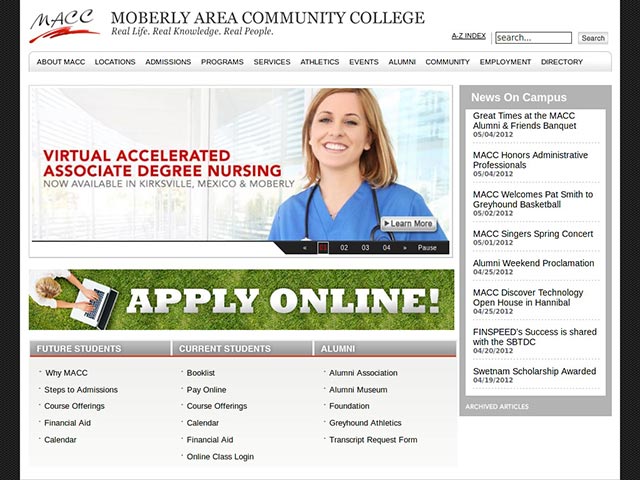 MACC
MOBERLY AREA COMMUNITY COLLEGE
Real Life. Real Knowledge. Real People.
A-Z INDEX
search...
Search
ABOUT MACC LOCATIONS ADMISSIONS PROGRAMS SERVICES ATHLETICS EVENTS ALUMNI COMMUNITY EMPLOYMENT DIRECTORY
VIRTUAL ACCELERATED
ASSOCIATE DEGREE NURSING
NOW AVAILABLE IN KIRKSVILLE, MEXICO & MOBERLY
Learn More
« 01 02 03 04 » Pause
APPLY ONLINE!
FUTURE STUDENTS
Why MACC
Steps to Admissions
Course Offerings
Financial Aid
Calendar
CURRENT STUDENTS
Booklist
Pay Online
Course Offerings
Calendar
Financial Aid
Online Class Login
ALUMNI
Alumni Association
Alumni Museum
Foundation
Greyhound Athletics
Transcript Request Form
News On Campus
Great Times at the MACC
Alumni & Friends Banquet
05/04/2012
MACC Honors Administrative
Professionals
05/04/2012
MACC Welcomes Pat Smith to
Greyhound Basketball
05/02/2012
MACC Singers Spring Concert
05/01/2012
Alumni Weekend Proclamation
04/25/2012
MACC Discover Technology
Open House in Hannibal
04/25/2012
FINSPEED's Success is shared
with the SBTDC
04/20/2012
Swetnam Scholarship Awarded
04/19/2012
ARCHIVED ARTICLES